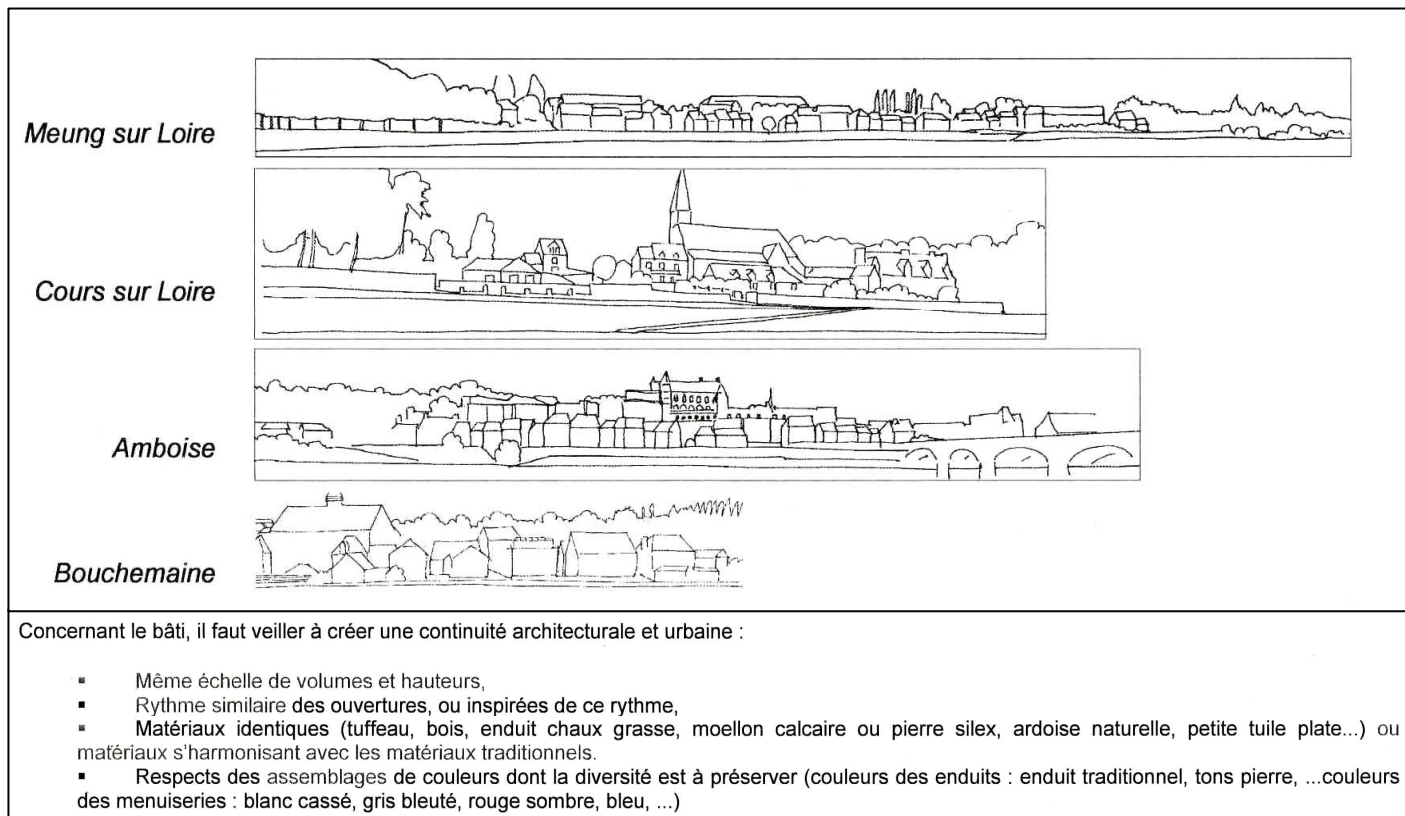 Meung sur Loire
Cours sur Loire
Amboise
Bouchemaine
Concernant le bâti, il faut veiller à créer une continuité architecturale et urbaine :
▪ Même échelle de volumes et hauteurs,
▪ Rythme similaire des ouvertures, ou inspirées de ce rythme,
▪ Matériaux identiques (tuffeau, bois, enduit chaux grasse, moellon calcaire ou pierre silex, ardoise naturelle, petite tuile plate...) ou
matériaux s'harmonisant avec les matériaux traditionnels.
▪ Respects des assemblages de couleurs dont la diversité est à préserver (couleurs des enduits : enduit traditionnel, tons pierre, ...couleurs
des menuiseries : blanc cassé, gris bleuté, rouge sombre, bleu, ...)